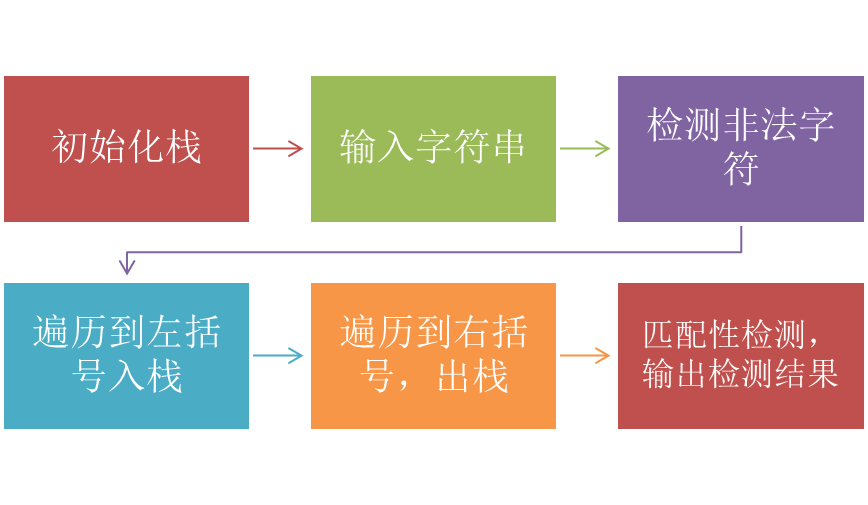 初始化栈
输入字符串
检测非法字
符
遍历到左括
号入栈
遍历到右括
号，出栈
匹配性检测，
输出检测结果